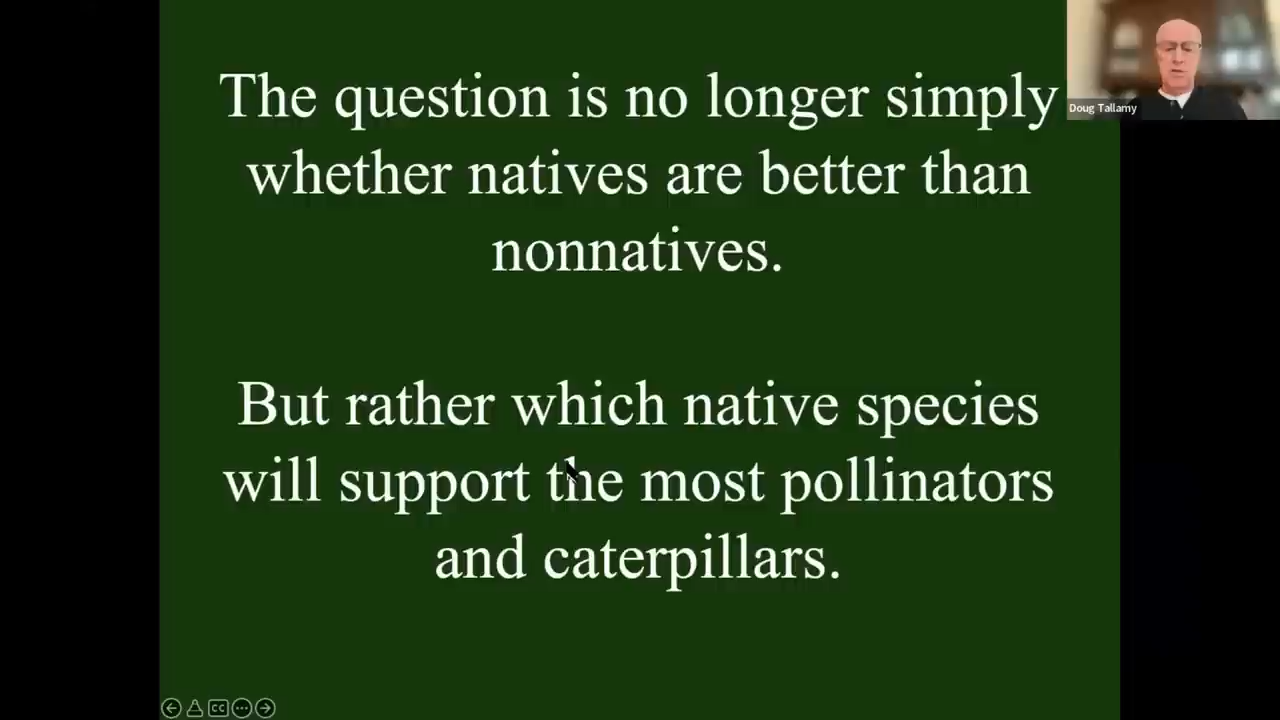 The question is no longer simply
whether natives are better than
nonnatives.
But rather which native species
will support the most pollinators
and caterpillars.
Doug Tallamy
CC